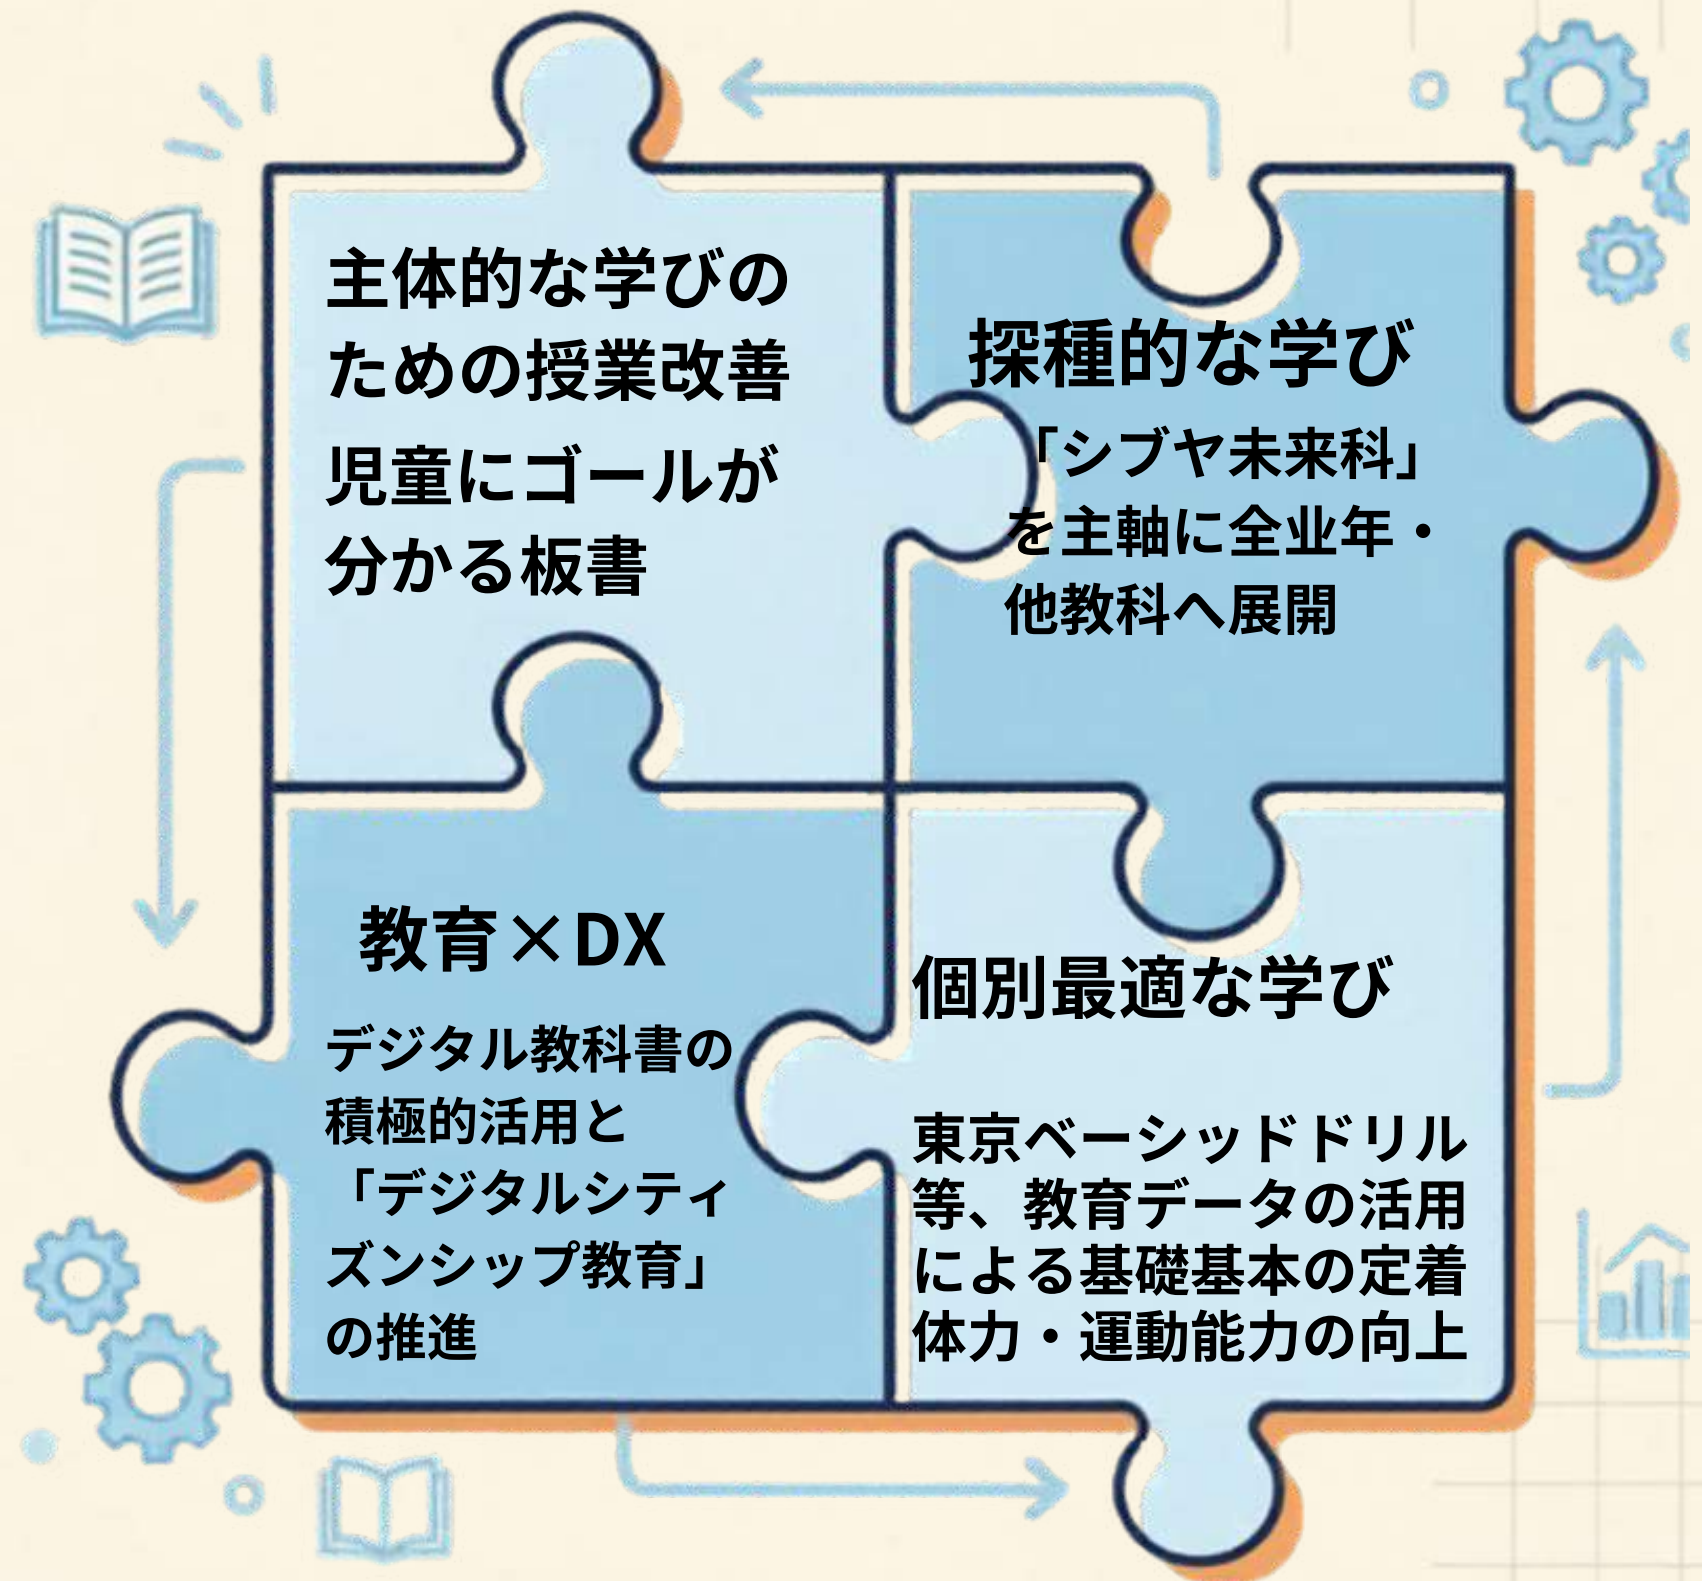 主体的な学びの
ための授業改善
児童にゴールが
分かる板書
探種的な学び
「シブヤ未来科」
を主軸に全业年・
他教科へ展開
教育×DX
デジタル教科書の
積極的活用と
「デジタルシティ
ズンシップ教育」
の推進
個別最適な学び
東京ベーシッドドリル
等、教育データの活用
による基礎基本の定着
体力・運動能力の向上